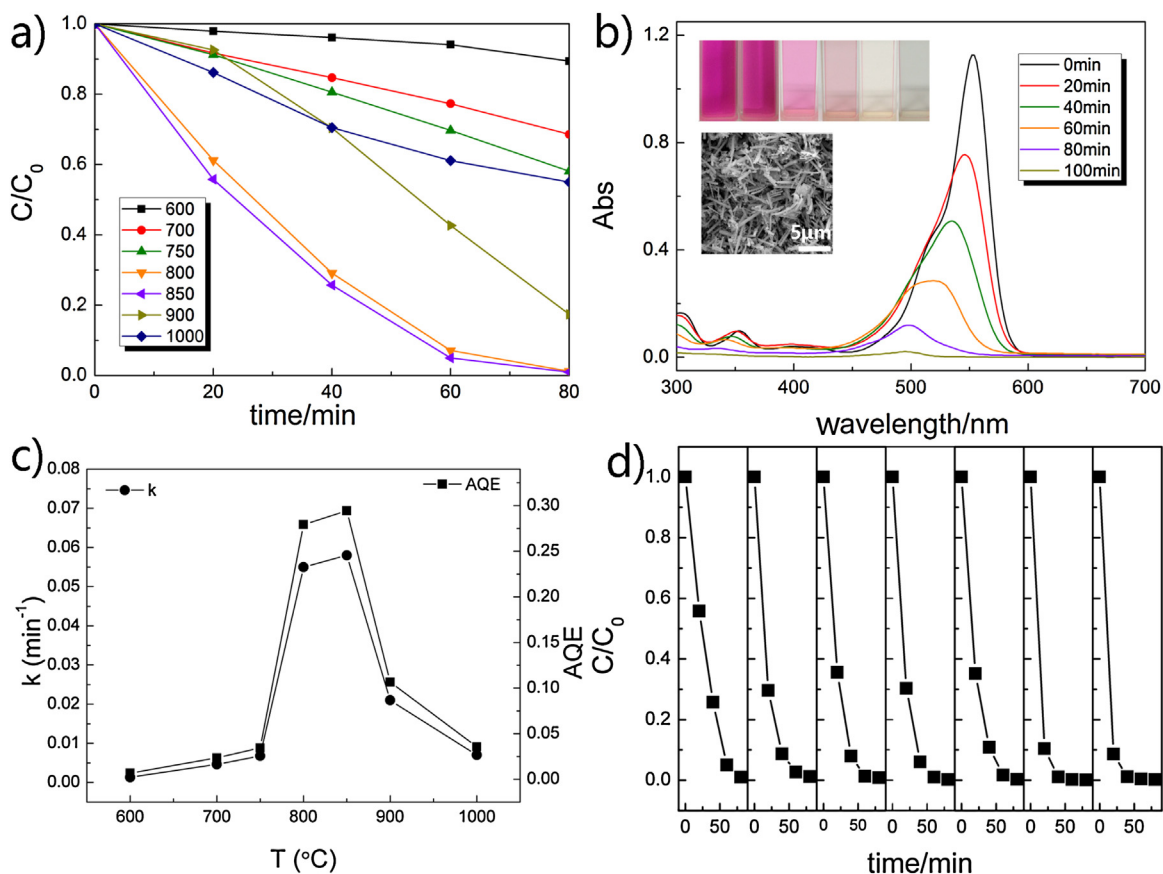 a)
1.0
0.8
0.6
0.4
0.2
0.0
C/C0
600
700
750
800
850
900
1000
0 20 40 60 80
time/min
b)
1.2
0.8
0.4
0.0
Abs
5μm
0min
20min
40min
60min
80min
100min
300 400 500 600 700
wavelength/nm
c)
0.08
0.07
0.06
0.05
0.04
0.03
0.02
0.01
0.00
k (min-1)
k
AQE
0.30
0.25
0.20
0.15
0.10
0.05
0.00
AQE
600 700 800 900 1000
T (oC)
d)
1.0
0.8
0.6
0.4
0.2
0.0
C/C0
0 50 0 50 0 50 0 50 0 50 0 50 0 50
time/min